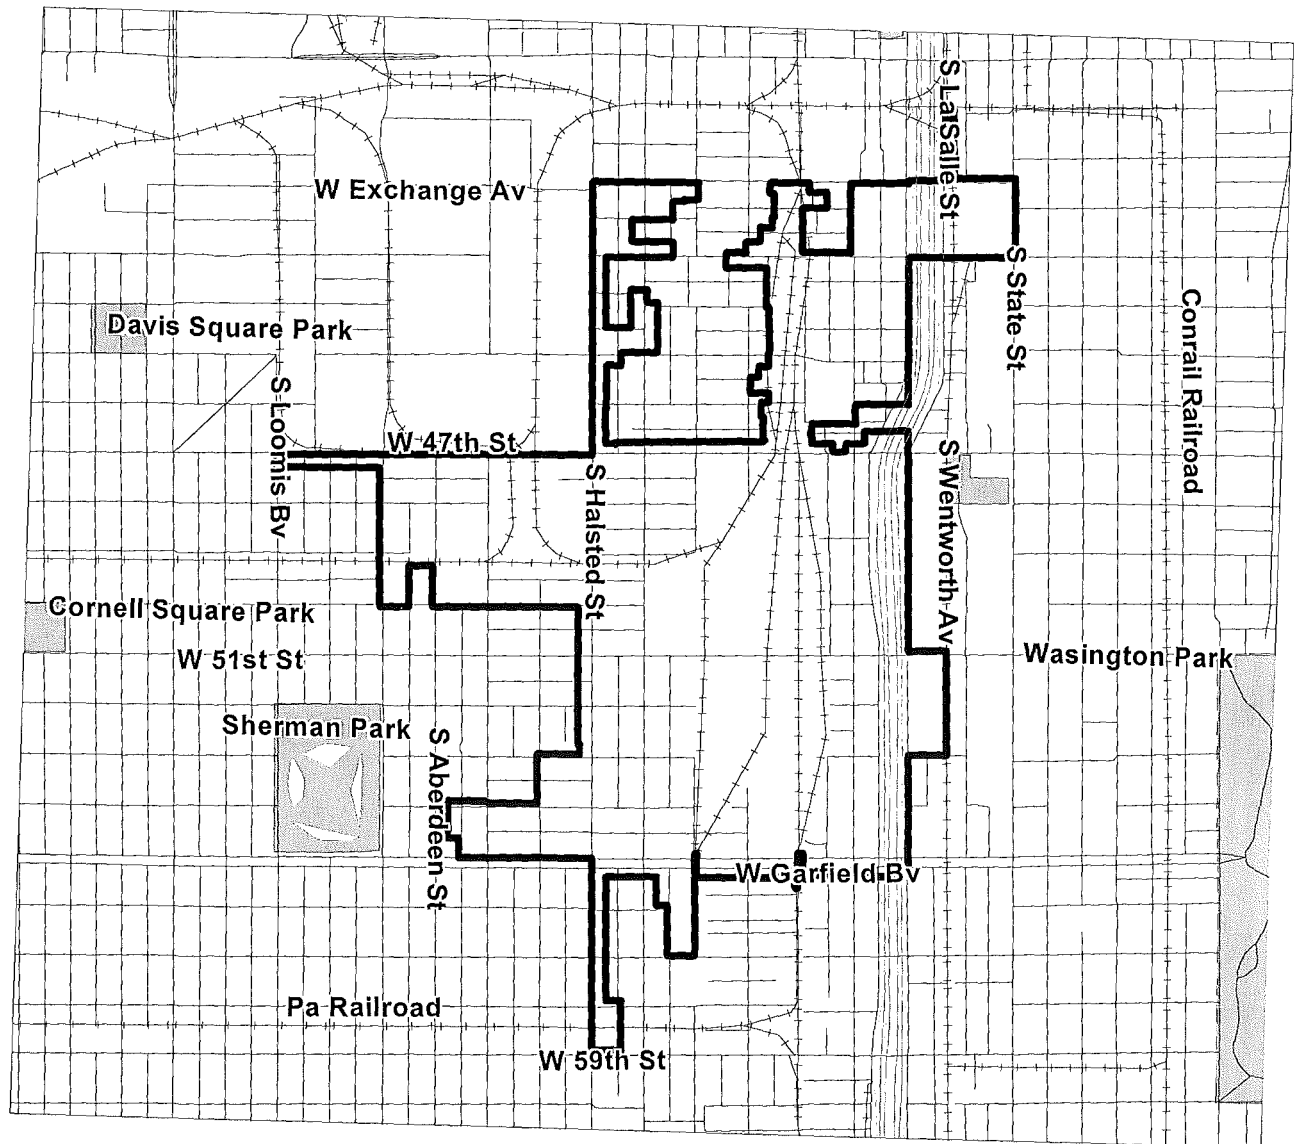 S LaSalle St
W Exchange Av
S State St
Conrail Railroad
Davis Square Park
S Loomis Bv
W 47th St
S Halsted St
S Wentworth Av
Cornell Square Park
W 51st St
Wasington Park
Sherman Park
S Aberdeen St
W Garfield Bv
Pa Railroad
W 59th St